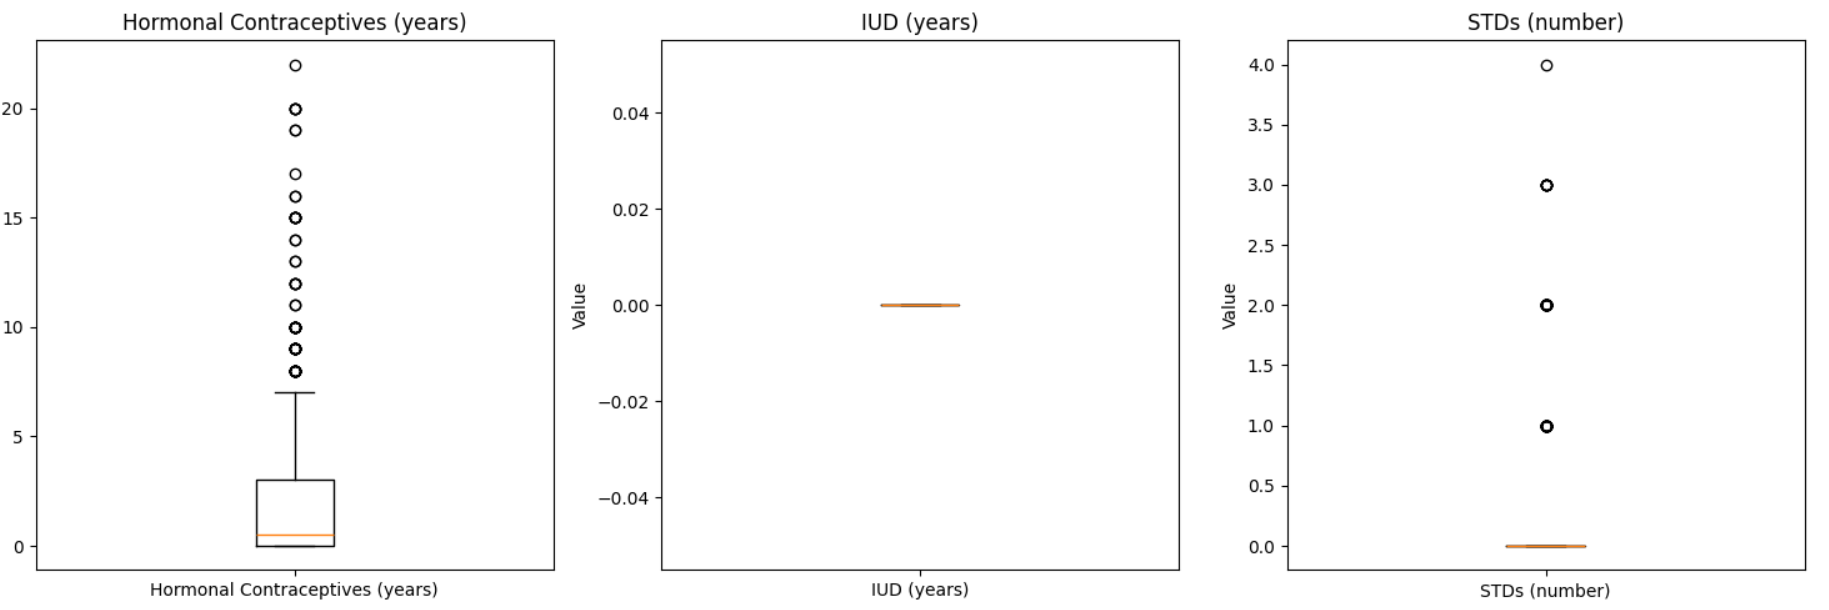 Hormonal Contraceptives (years)
20
15
10
5
0
Hormonal Contraceptives (years)
IUD (years)
Value
0.04
0.02
0.00
−0.02
−0.04
IUD (years)
STDs (number)
Value
4.0
3.5
3.0
2.5
2.0
1.5
1.0
0.5
0.0
STDs (number)